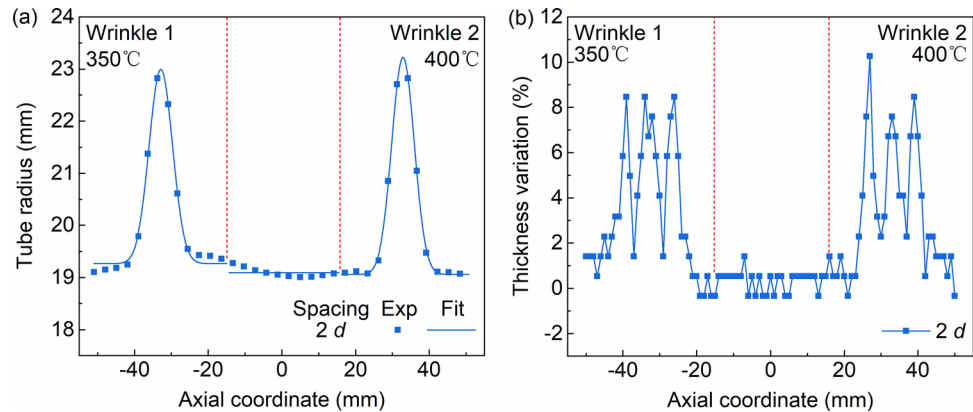 (a)
Wrinkle 1
350℃
Wrinkle 2
400℃
24
23
22
21
20
19
18
Tube radius (mm)
Spacing Exp Fit
2 d
-40 -20 0 20 40
Axial coordinate (mm)
(b)
Wrinkle 1
350℃
Wrinkle 2
400℃
12
10
8
6
4
2
0
-2
Thickness variation (%)
2 d
-40 -20 0 20 40
Axial coordinate (mm)